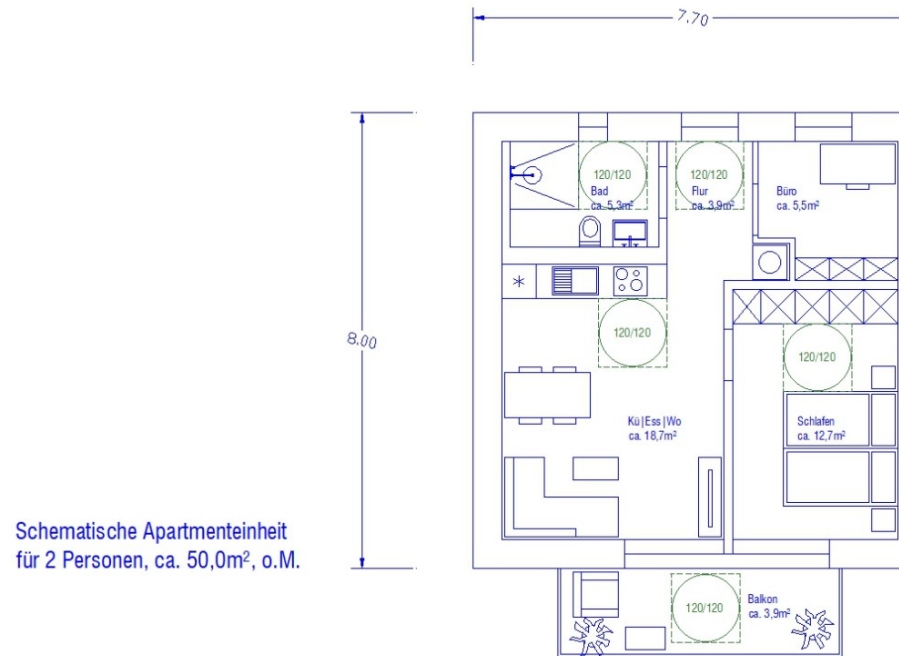 7.70
8.00
120/120
Bad
ca. 5,3m²
120/120
Flur
ca. 3,9m²
Büro
ca. 5,5m²
120/120
120/120
Kü|Ess|Wo
ca. 18,7m²
Schlafen
ca. 12,7m²
Schematische Apartmenteinheit
für 2 Personen, ca. 50,0m², o.M.
120/120
Balkon
ca. 3,9m²